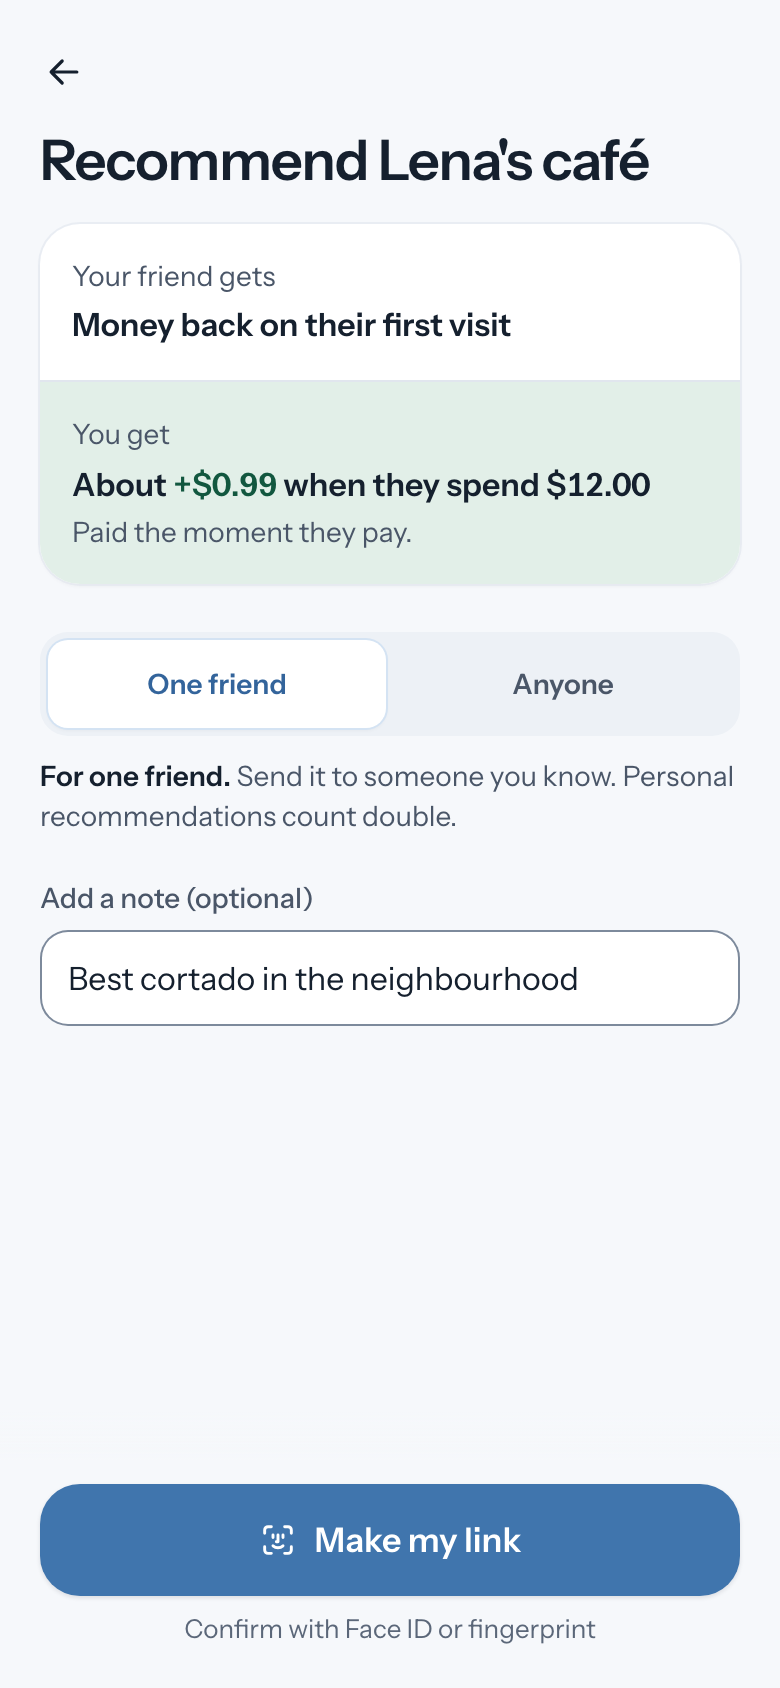 Recommend Lena's café
Your friend gets
Money back on their first visit
You get
About +$0.99 when they spend $12.00
Paid the moment they pay.
One friend
Anyone
For one friend. Send it to someone you know. Personal
recommendations count double.
Add a note (optional)
Best cortado in the neighbourhood
Make my link
Confirm with Face ID or fingerprint